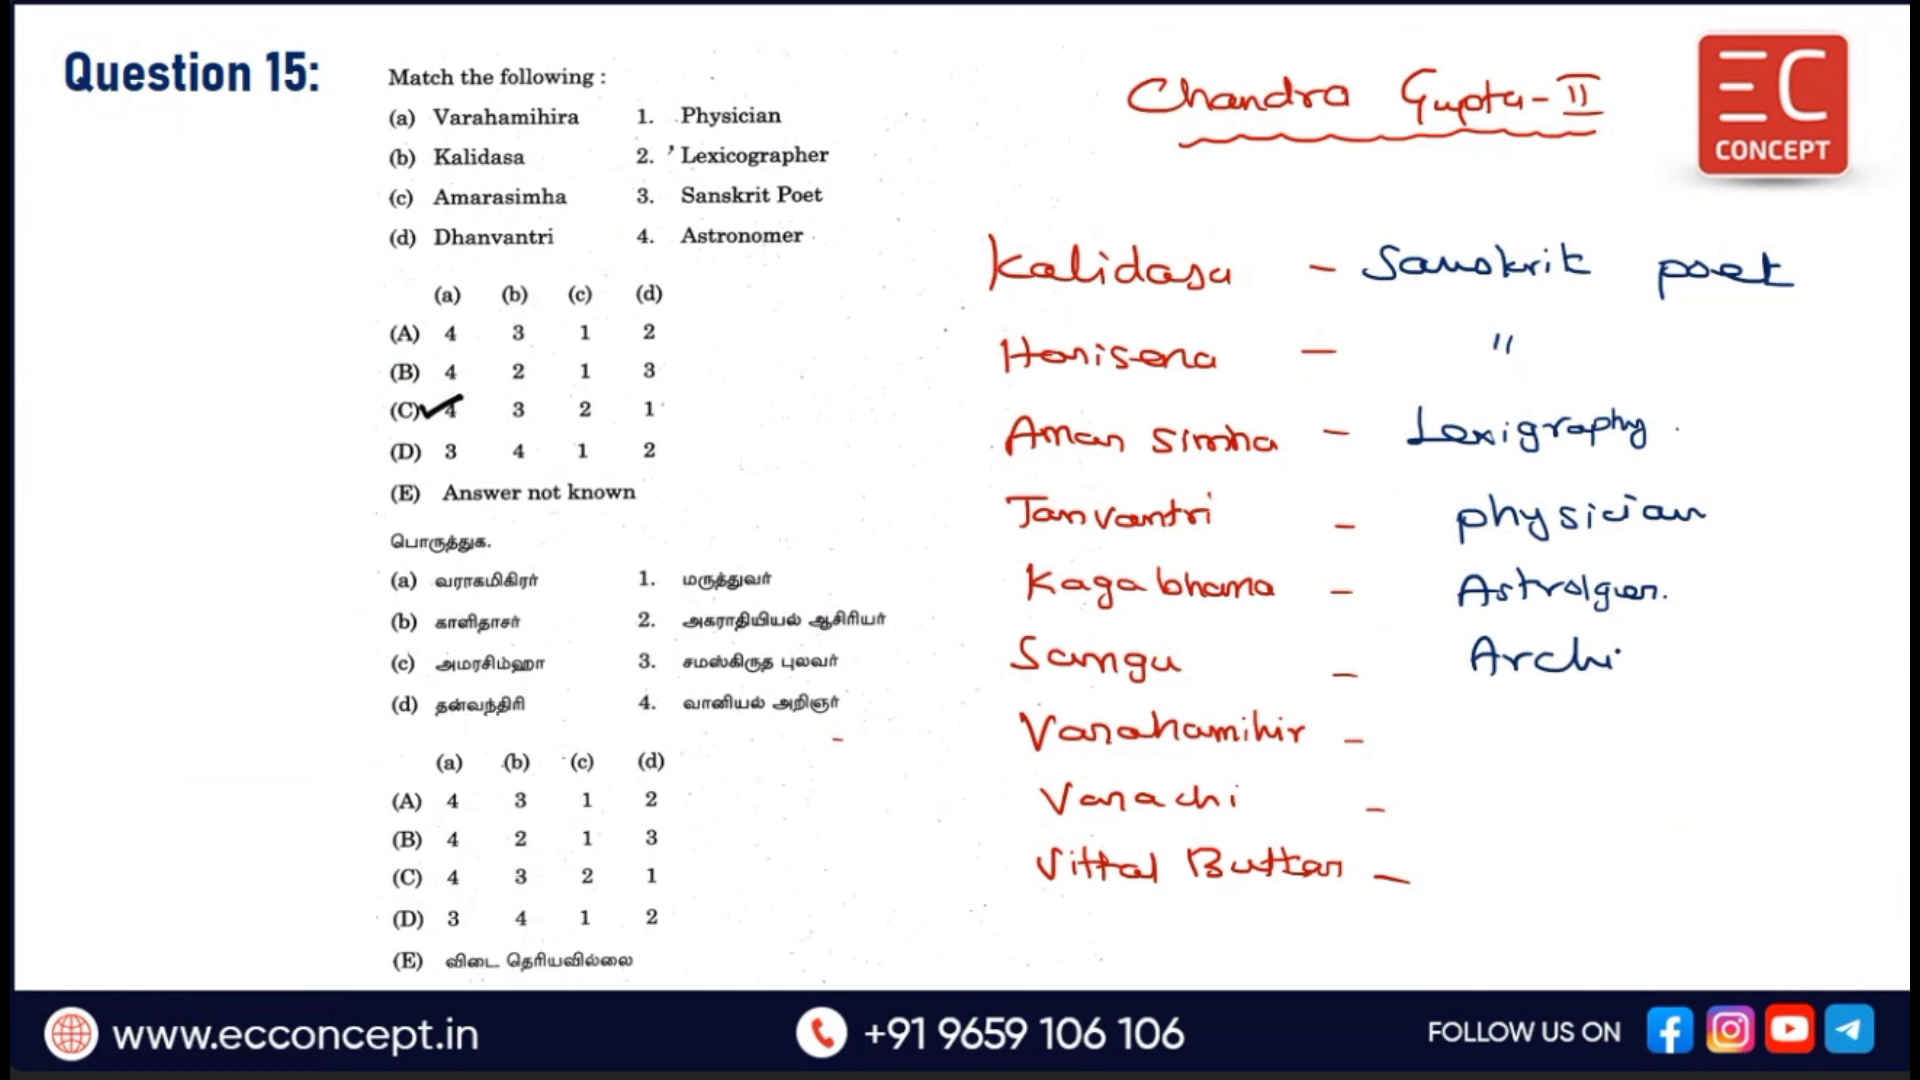 Question 15:
Match the following :
(a) Varahamihira 1. Physician
(b) Kalidasa 2. Lexicographer
(c) Amarasimha 3. Sanskrit Poet
(d) Dhanvantri 4. Astronomer
(a) (b) (c) (d)
(A) 4 3 1 2
(B) 4 2 1 3
(C) 4 3 2 1
(D) 3 4 1 2
(E) Answer not known
பொருத்துக.
(a) வராகமிகிரர் 1. மருத்துவர்
(b) காளிதாசர் 2. அகராதியியல் ஆசிரியர்
(c) அமரசிம்ஹா 3. சமஸ்கிருத புலவர்
(d) தன்வந்திரி 4. வானியல் அறிஞர்
(a) (b) (c) (d)
(A) 4 3 1 2
(B) 4 2 1 3
(C) 4 3 2 1
(D) 3 4 1 2
(E) விடை தெரியவில்லை
Chandra Gupta-II
Kalidasa - Sanskrit poet
Harisena - "
Amar simha - Lexigraphy.
Tanvantri - physician
Kagabhana - Astrolger.
Sangu - Archi
Varahamihir -
Varachi -
Vittal Buttar -
EC
CONCEPT
www.ecconcept.in
+91 9659 106 106
FOLLOW US ON